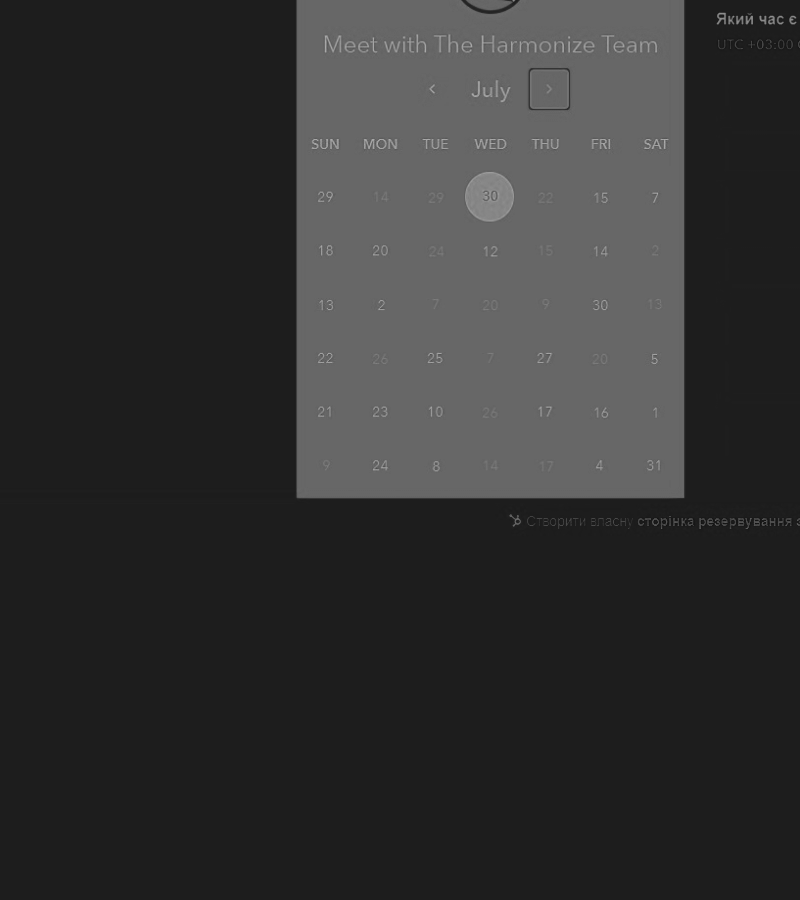 Який час є
UTC +03:00
Meet with The Harmonize Team
July
SUN MON TUE WED THU FRI SAT
29 14 29 30 22 15 7
18 20 24 12 15 14 2
13 2 7 20 9 30 13
22 26 25 7 27 20 5
21 23 10 26 17 16 1
9 24 8 14 17 4 31
Створити власну сторінка резервування